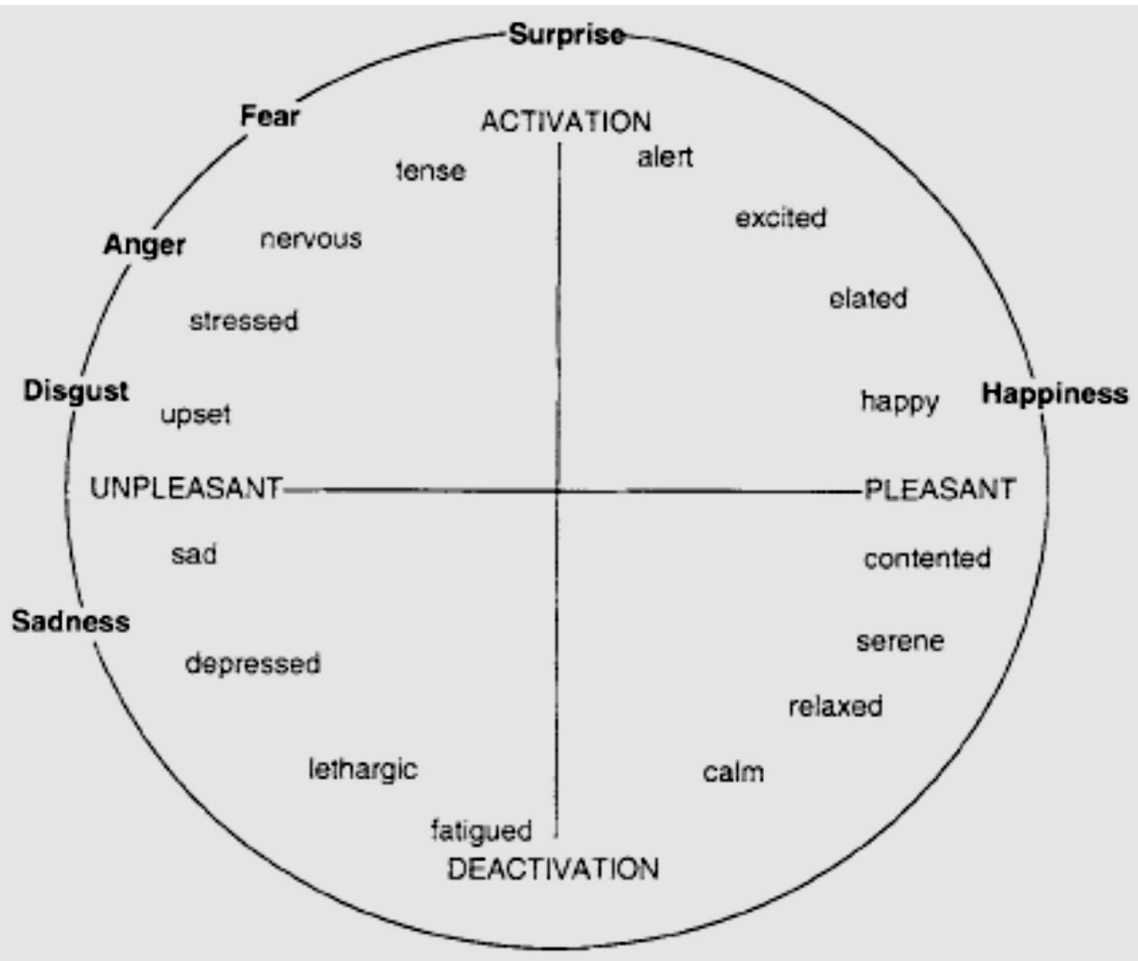 Surprise
Fear
ACTIVATION
tense
alert
excited
Anger
nervous
elated
stressed
Disgust
happy
Happiness
upset
UNPLEASANT
PLEASANT
sad
contented
Sadness
serene
depressed
relaxed
lethargic
calm
fatigued
DEACTIVATION